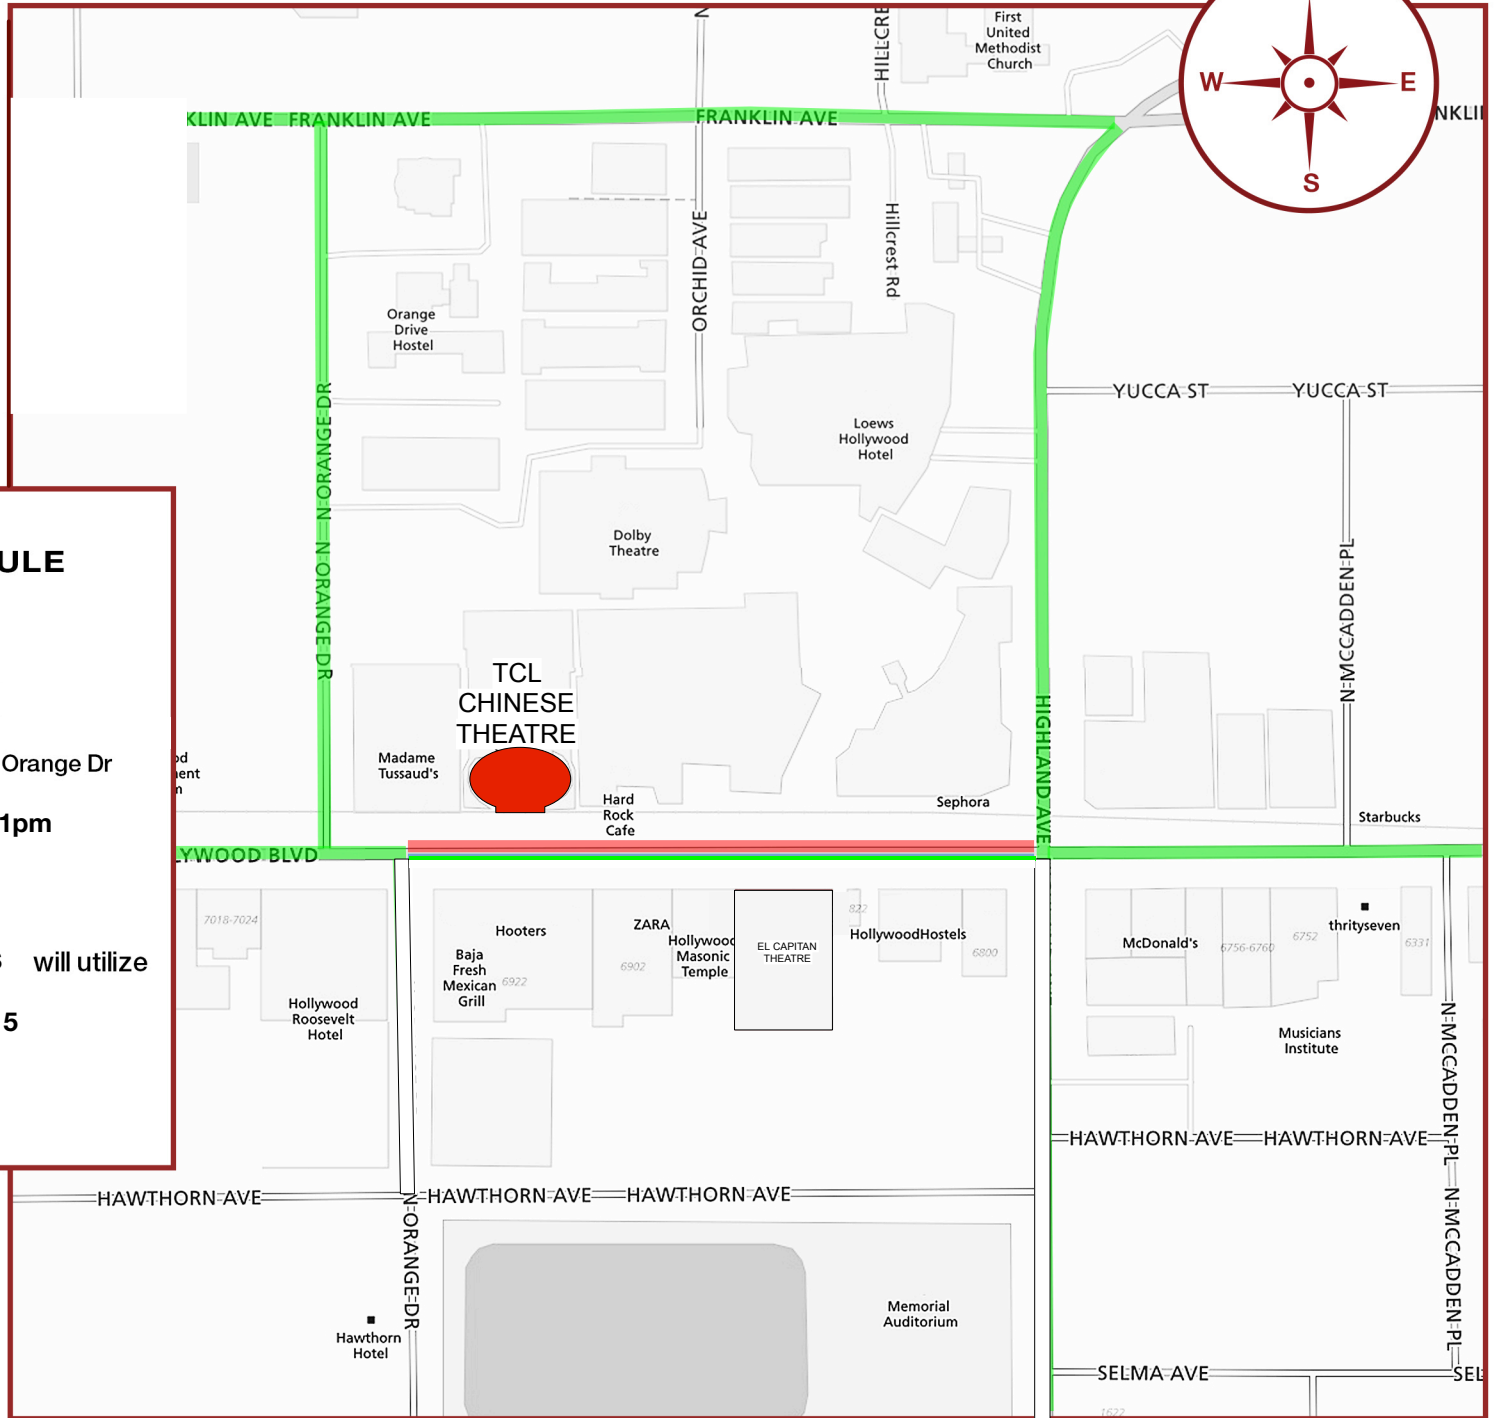 N
HILLCRE
First
United
Methodist
Church
W
E
S
KLIN AVE
FRANKLIN AVE
FRANKLIN AVE
NKLI
ORCHID AVE
Hillcrest Rd
Orange
Drive
Hostel
N ORANGE DR
N ORANGE DR
YUCCA ST
YUCCA ST
Loews
Hollywood
Hotel
Dolby
Theatre
N MCCADDEN PL
ULE
TCL
CHINESE
THEATRE
Madame
Tussaud's
Hard
Rock
Cafe
Sephora
HIGHLAND AVE
Starbucks
Orange Dr
1pm
od
ment
m
LYWOOD BLVD
will utilize
5
7018-7024
Hollywood
Roosevelt
Hotel
Hooters
Baja
Fresh
Mexican
Grill
6922
ZARA
6902
Hollywood
Masonic
Temple
EL CAPITAN
THEATRE
822
HollywoodHostels
6800
McDonald's
6756-6760
6752
thrityseven
6331
Musicians
Institute
N MCCADDEN PL
N MCCADDEN PL
HAWTHORN AVE
HAWTHORN AVE
HAWTHORN AVE
HAWTHORN AVE
HAWTHORN AVE
N ORANGE DR
Hawthorn
Hotel
Memorial
Auditorium
SELMA AVE
SEL
1622